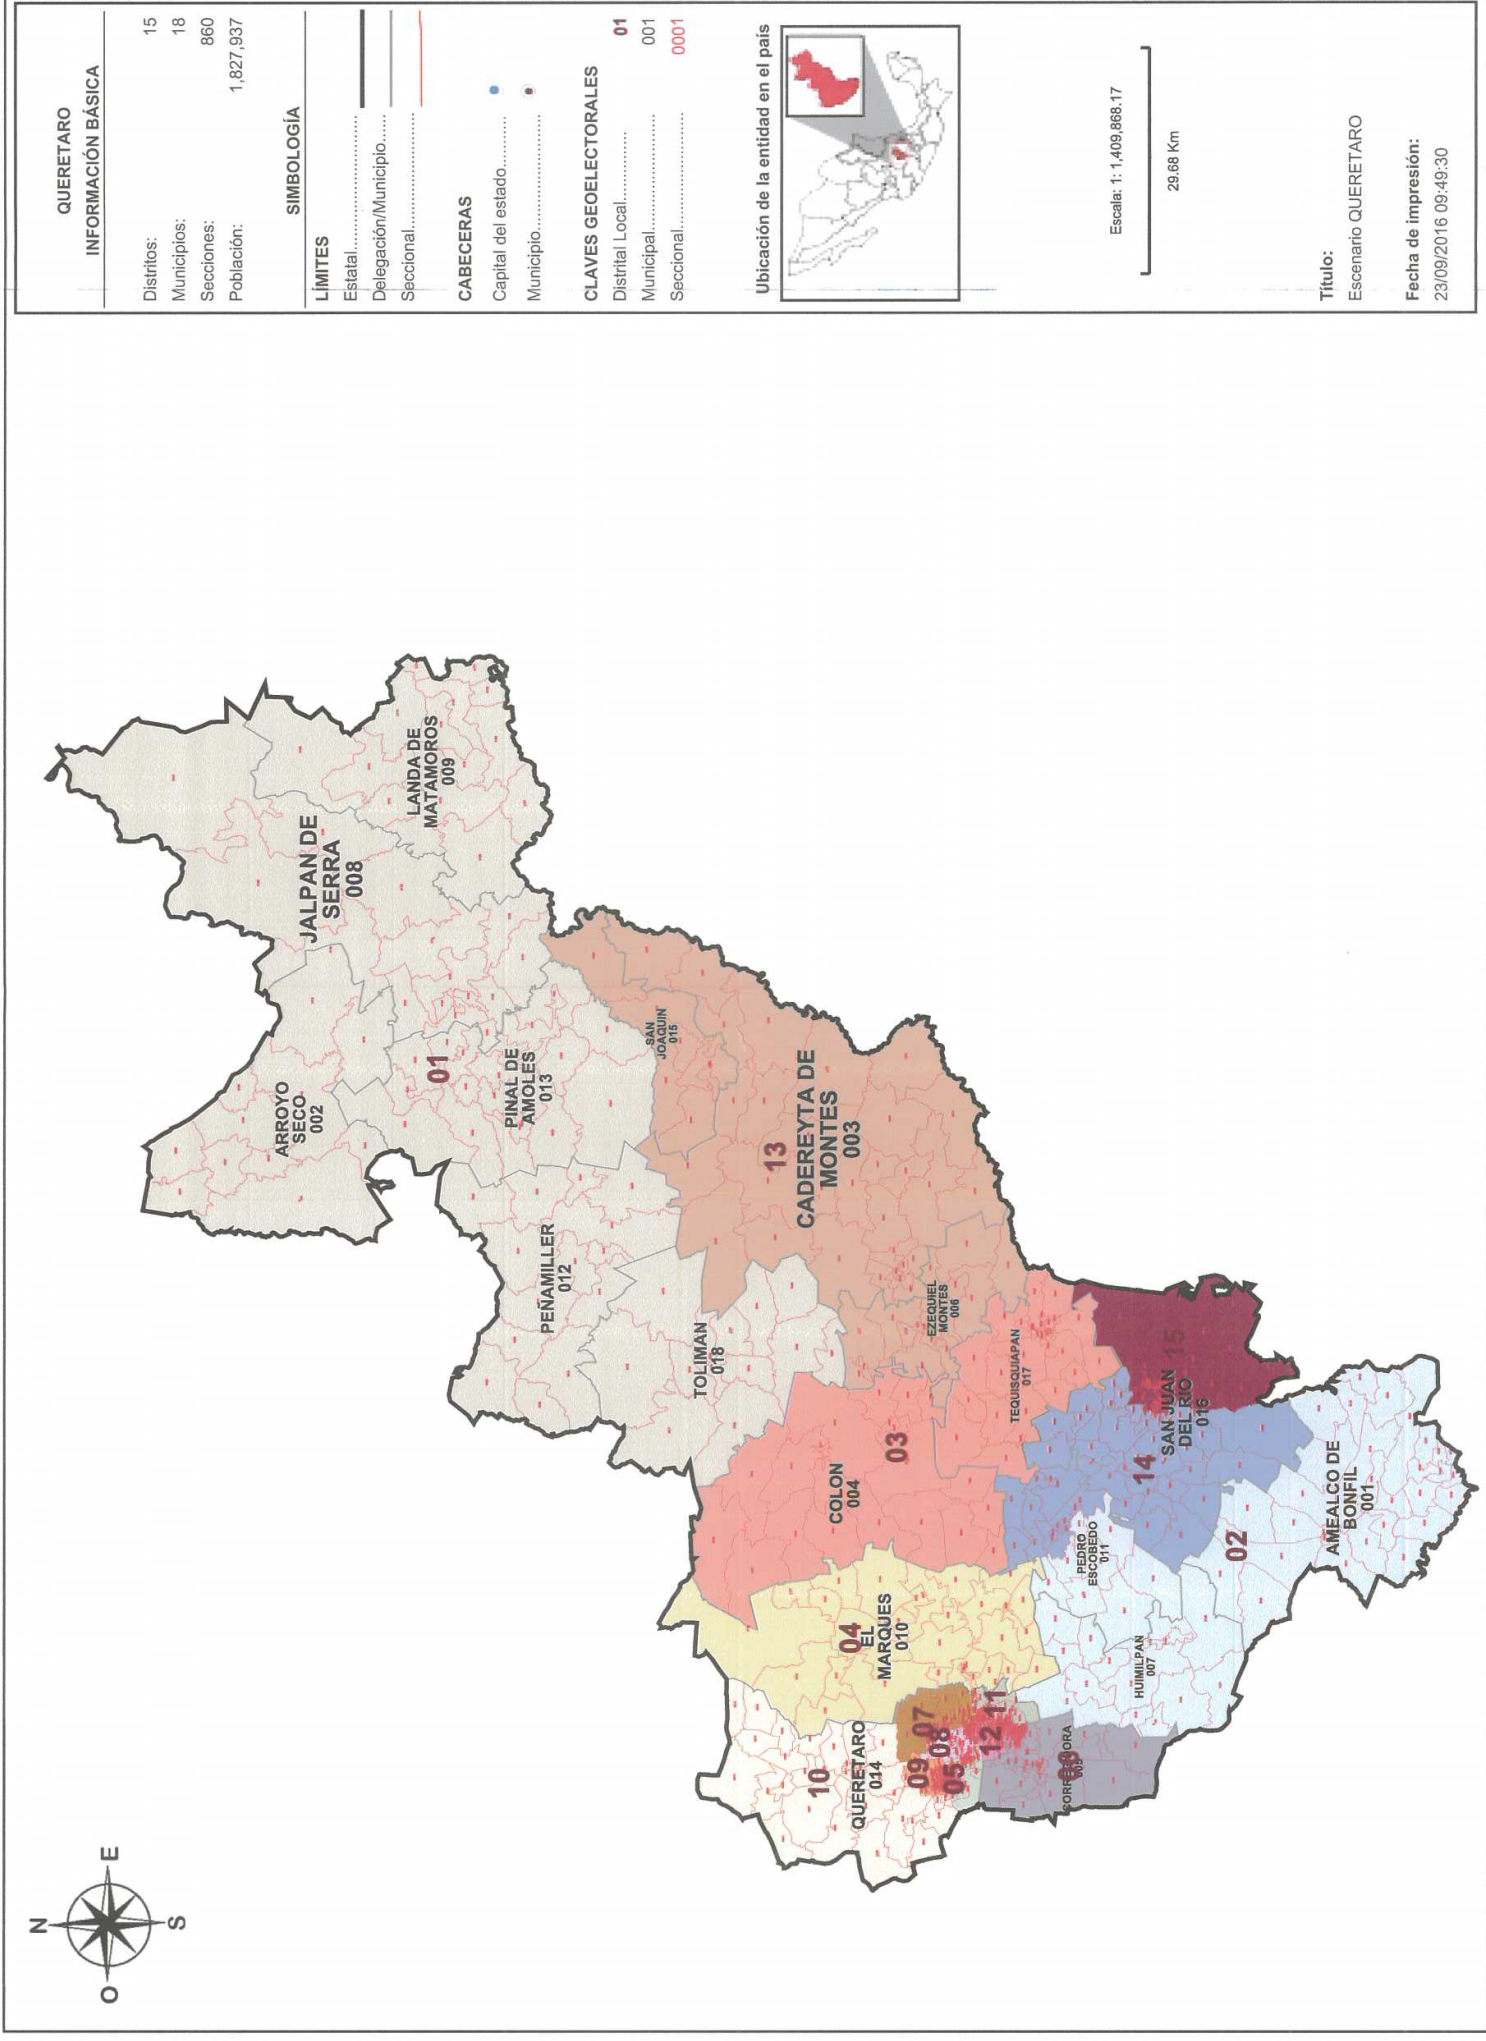 QUERETARO
INFORMACIÓN BÁSICA
Distritos: 15
Municipios: 18
Secciones: 860
Población: 1,827,937
SIMBOLOGÍA
LÍMITES
Estatal
Delegación/Municipio
Seccional
CABECERAS
Capital del estado
Municipio
CLAVES GEOELECTORALES
Distrital Local 01
Municipal 001
Seccional 0001
Ubicación de la entidad en el país
Escala: 1: 1,409,868.17
29.68 Km
Título:
Escenario QUERETARO
Fecha de impresión:
23/09/2016 09:49:30
N
O
E
S
JALPAN DE
SERRA
008
LANDA DE
MATAMOROS
009
ARROYO
SECO
002
01
PINAL DE
AMOLES
013
PEÑAMILLER
012
SAN
JOAQUIN
015
TOLIMAN
018
13
CADEREYTA DE
MONTES
003
EZEQUIEL
MONTES
006
COLON
004
03
TEQUISQUIAPAN
017
04
EL
MARQUES
010
10
QUERETARO
014
07
08
09
05
11
12
CORREGIDORA
PEDRO
ESCOBEDO
011
14
15
SAN JUAN
DEL RIO
016
HUIMILPAN
007
02
AMEALCO DE
BONFIL
001